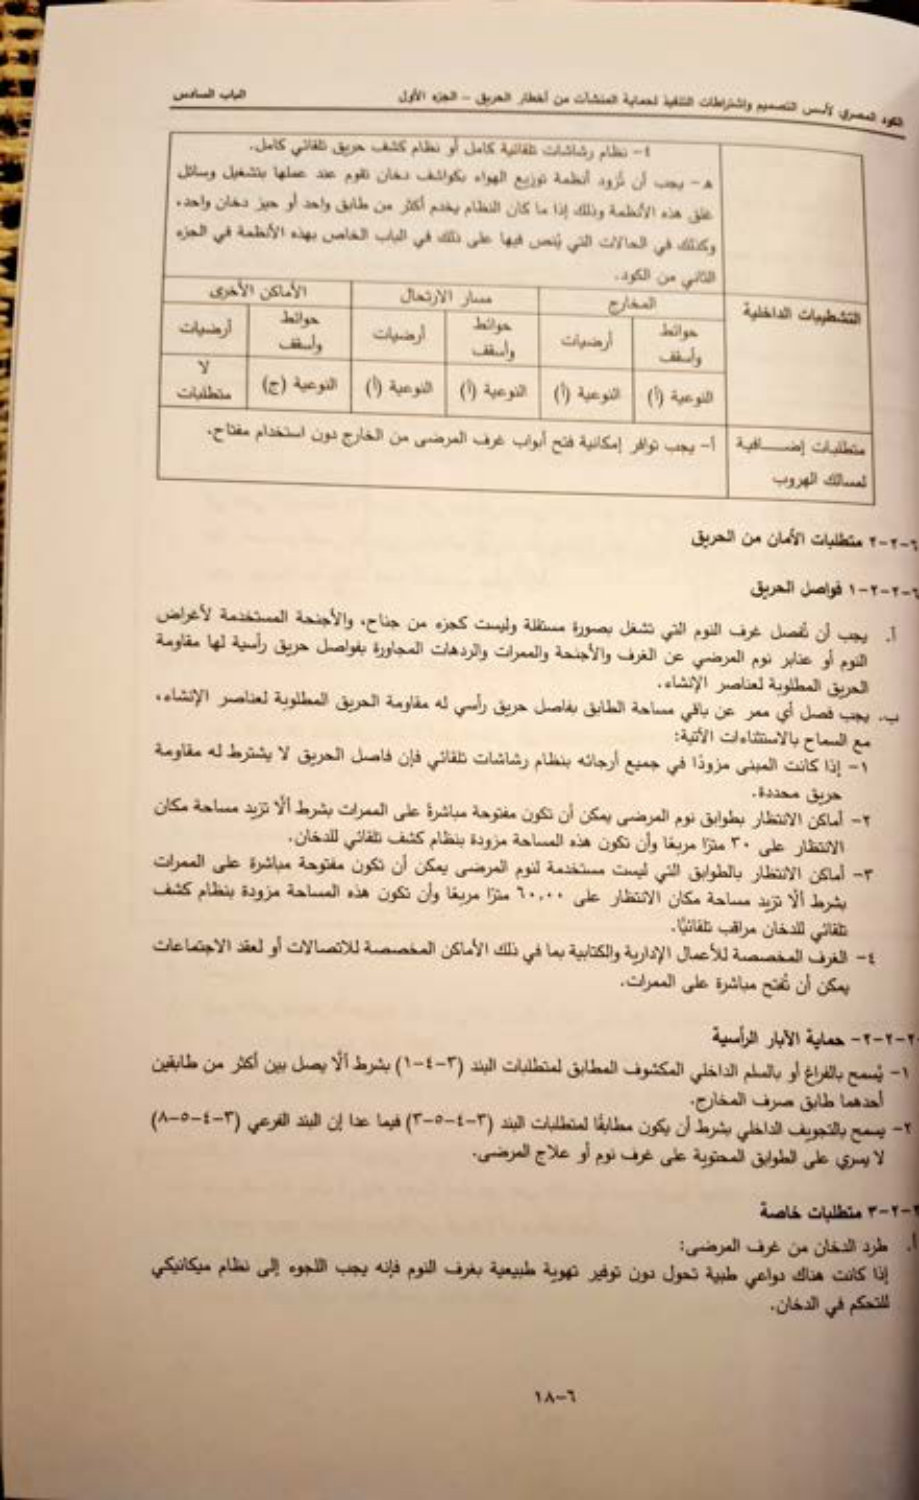 الكود المصري لأسس التصميم واشتراطات التنفيذ لحماية المنشآت من أخطار الحريق – الجزء الأول
الباب السادس
٤- نظام رشاشات تلقائية كامل أو نظام كشف حريق تلقائي كامل.
هـ- يجب أن تُزود أنظمة توزيع الهواء بكواشف دخان تقوم عند عملها بتشغيل وسائل
غلق هذه الأنظمة وذلك إذا ما كان النظام يخدم أكثر من طابق واحد أو حيز دخان واحد،
وكذلك في الحالات التي يُنص فيها على ذلك في الباب الخاص بهذه الأنظمة في الجزء
الثاني من الكود.
التشطيبات الداخلية
المخارج
مسار الارتحال
الأماكن الأخرى
حوائط وأسقف
أرضيات
حوائط وأسقف
أرضيات
حوائط وأسقف
أرضيات
النوعية (أ)
النوعية (أ)
النوعية (أ)
النوعية (أ)
النوعية (ج)
لا متطلبات
متطلبات إضـــافية
لمسالك الهروب
أ- يجب توافر إمكانية فتح أبواب غرف المرضى من الخارج دون استخدام مفتاح.
٦-٢-٢ متطلبات الأمان من الحريق
٦-٢-٢-١ فواصل الحريق
أ. يجب أن تُفصل غرف النوم التي تشغل بصورة مستقلة وليست كجزء من جناح، والأجنحة المستخدمة لأغراض
النوم أو عنابر نوم المرضي عن الغرف والأجنحة والممرات والردهات المجاورة بفواصل حريق رأسية لها مقاومة
الحريق المطلوبة لعناصر الإنشاء.
ب. يجب فصل أي ممر عن باقي مساحة الطابق بفاصل حريق رأسي له مقاومة الحريق المطلوبة لعناصر الإنشاء،
مع السماح بالاستثناءات الآتية:
١- إذا كانت المبنى مزودًا في جميع أرجائه بنظام رشاشات تلقائي فإن فاصل الحريق لا يشترط له مقاومة
حريق محددة.
٢- أماكن الانتظار بطوابق نوم المرضى يمكن أن تكون مفتوحة مباشرةً على الممرات بشرط ألّا تزيد مساحة مكان
الانتظار على ٣٠ مترًا مربعًا وأن تكون هذه المساحة مزودة بنظام كشف تلقائي للدخان.
٣- أماكن الانتظار بالطوابق التي ليست مستخدمة لنوم المرضى يمكن أن تكون مفتوحة مباشرة على الممرات
بشرط ألّا تزيد مساحة مكان الانتظار على ٦٠,٠٠ مترًا مربعًا وأن تكون هذه المساحة مزودة بنظام كشف
تلقائي للدخان مراقب تلقائيًا.
٤- الغرف المخصصة للأعمال الإدارية والكتابية بما في ذلك الأماكن المخصصة للاتصالات أو لعقد الاجتماعات
يمكن أن تُفتح مباشرة على الممرات.
٢-٢-٢- حماية الآبار الرأسية
١- يُسمح بالفراغ أو بالسلم الداخلي المكشوف المطابق لمتطلبات البند (٣-٤-١) بشرط ألّا يصل بين أكثر من طابقين
أحدهما طابق صرف المخارج.
٢- يسمح بالتجويف الداخلي بشرط أن يكون مطابقًا لمتطلبات البند (٣-٤-٥-٣) فيما عدا إن البند الفرعي (٣-٤-٥-٨)
لا يسري على الطوابق المحتوية على غرف نوم أو علاج المرضى.
٢-٢-٣ متطلبات خاصة
أ. طرد الدخان من غرف المرضى:
إذا كانت هناك دواعي طبية تحول دون توفير تهوية طبيعية بغرف النوم فإنه يجب اللجوء إلى نظام ميكانيكي
للتحكم في الدخان.
٦-١٨